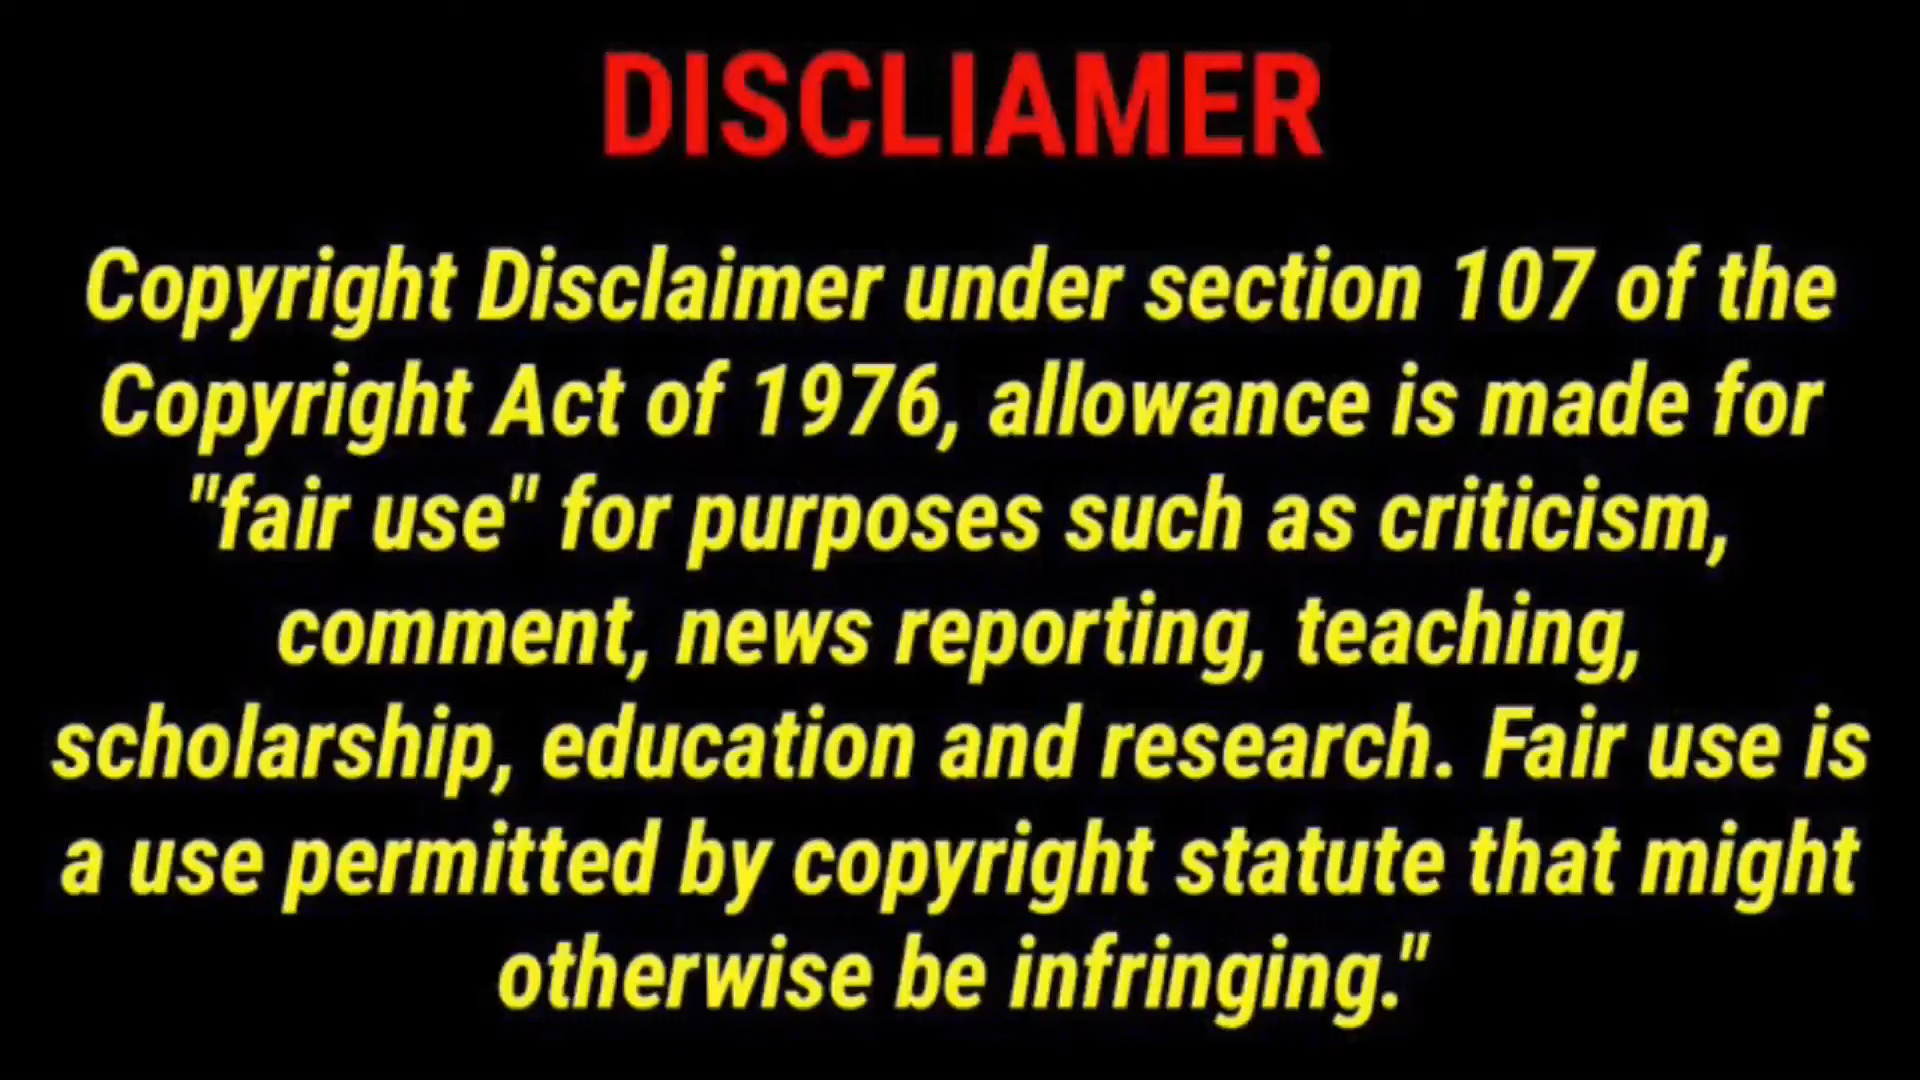 DISCLIAMER
Copyright Disclaimer under section 107 of the
Copyright Act of 1976, allowance is made for
"fair use" for purposes such as criticism,
comment, news reporting, teaching,
scholarship, education and research. Fair use is
a use permitted by copyright statute that might
otherwise be infringing."